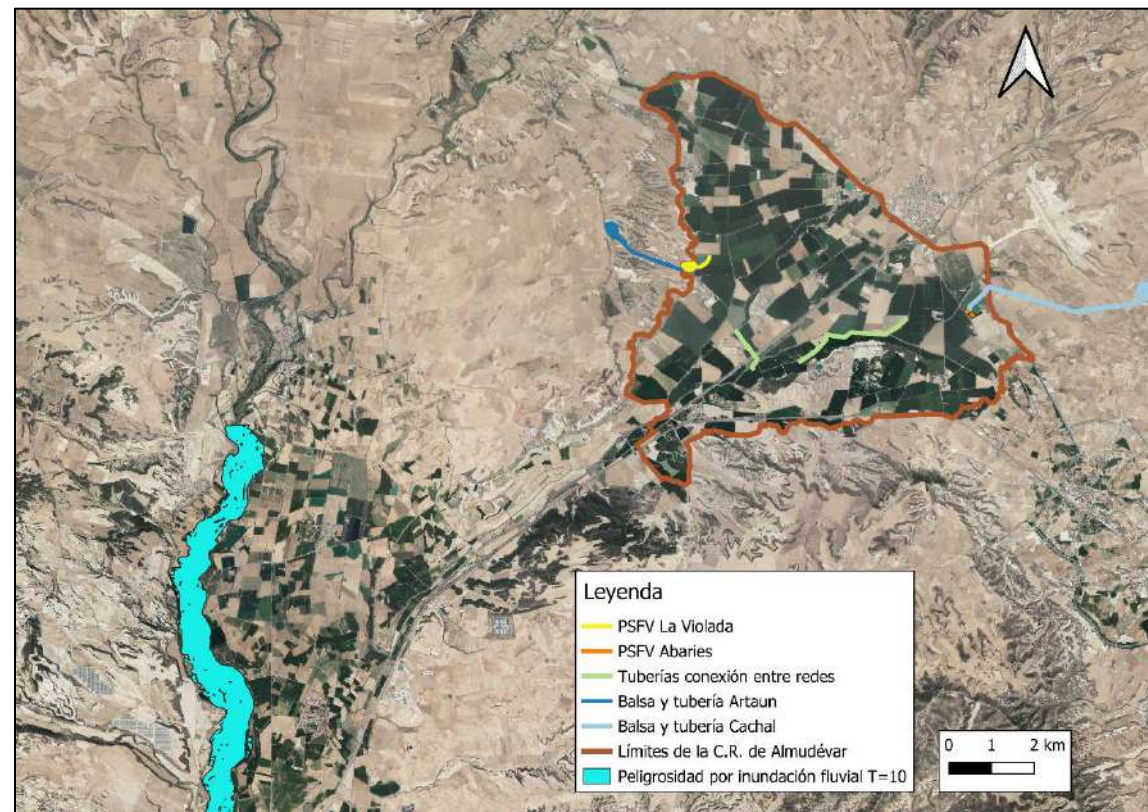 Leyenda
PSFV La Violada
PSFV Abaries
Tuberías conexión entre redes
Balsa y tubería Artaun
Balsa y tubería Cachal
Límites de la C.R. de Almudévar
Peligrosidad por inundación fluvial T=10
0 1 2 km